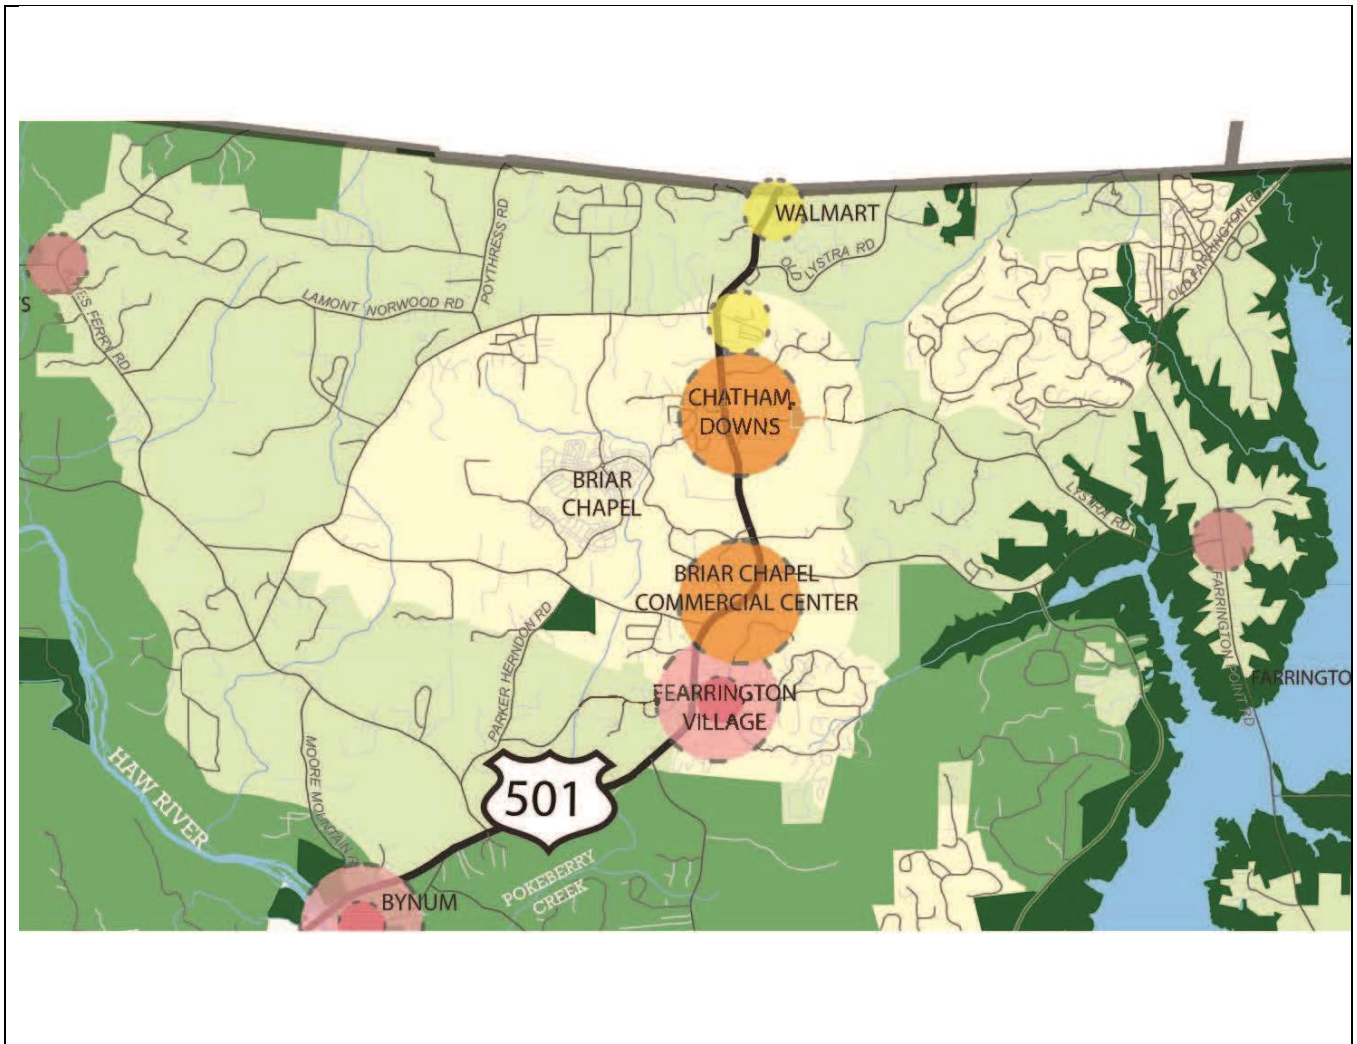 WALMART
OLD LYSTRA RD
POYTHRESS RD
LAMONT NORWOOD RD
OLD FARRINGTON RD
S
ES FERRY RD
CHATHAM
DOWNS
BRIAR
CHAPEL
LYSTRA RD
BRIAR CHAPEL
COMMERCIAL CENTER
PARKER HERNDON RD
FARRINGTON POINT RD
FARRINGTO
FEARRINGTON
VILLAGE
HAW RIVER
MOORE MOUNTAIN R
501
POKEBERRY
CREEK
BYNUM